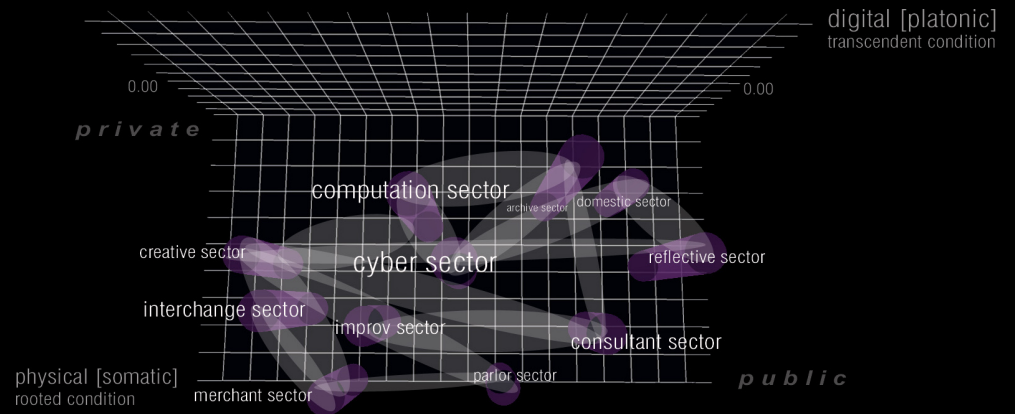 digital [platonic]
transcendent condition
0.00
0.00
private
computation sector
archive sector
domestic sector
creative sector
cyber sector
reflective sector
interchange sector
improv sector
consultant sector
physical [somatic]
rooted condition
parlor sector
public
merchant sector